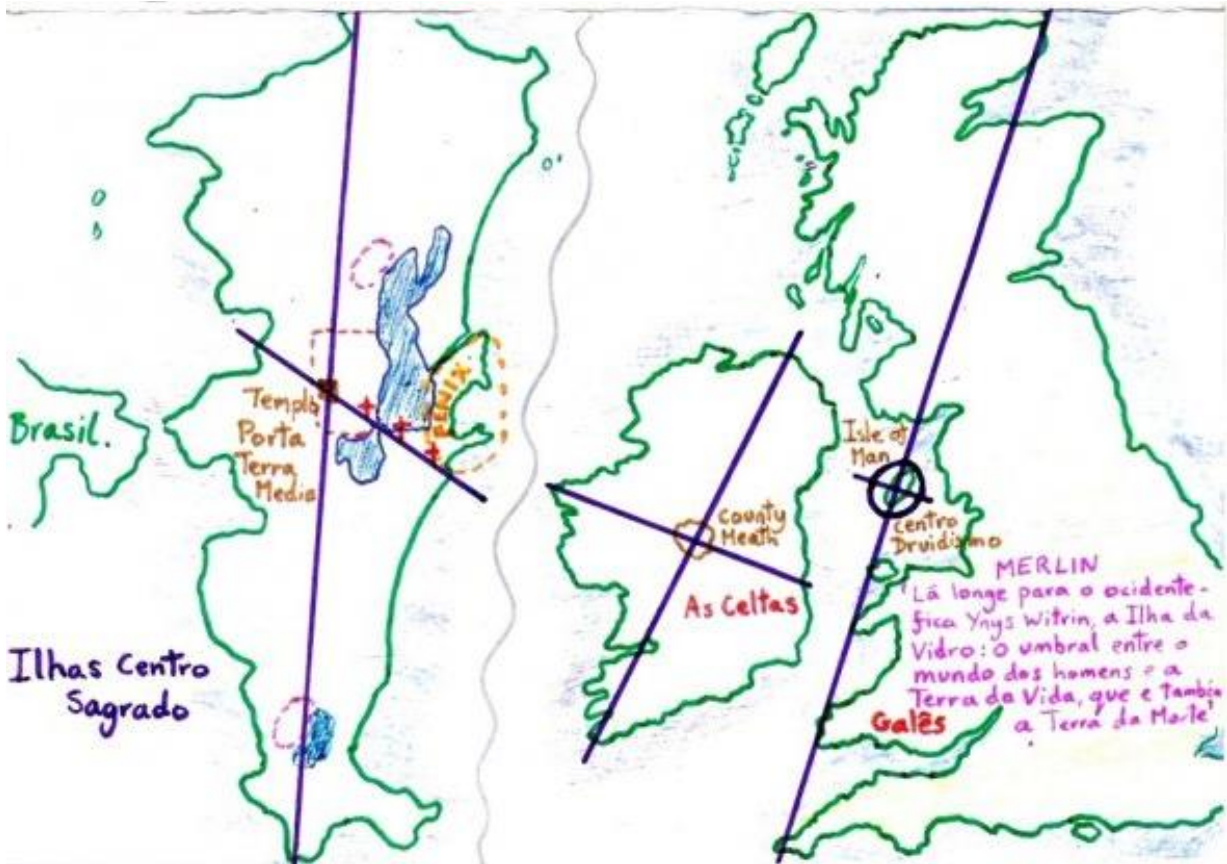 Brasil.
Templo
Porta
Terra
Media
FENIX
Ilhas Centro
Sagrado
County
Meath
As Celtas
Isle of
Man
Centro
Druidismo
MERLIN
Lá longe para o ocidente-
fica Ynys Witrin, a Ilha da
Vidro: o umbral entre o
mundo dos homens e a
Terra da Vida, que e também
a Terra da Morte'
Galês